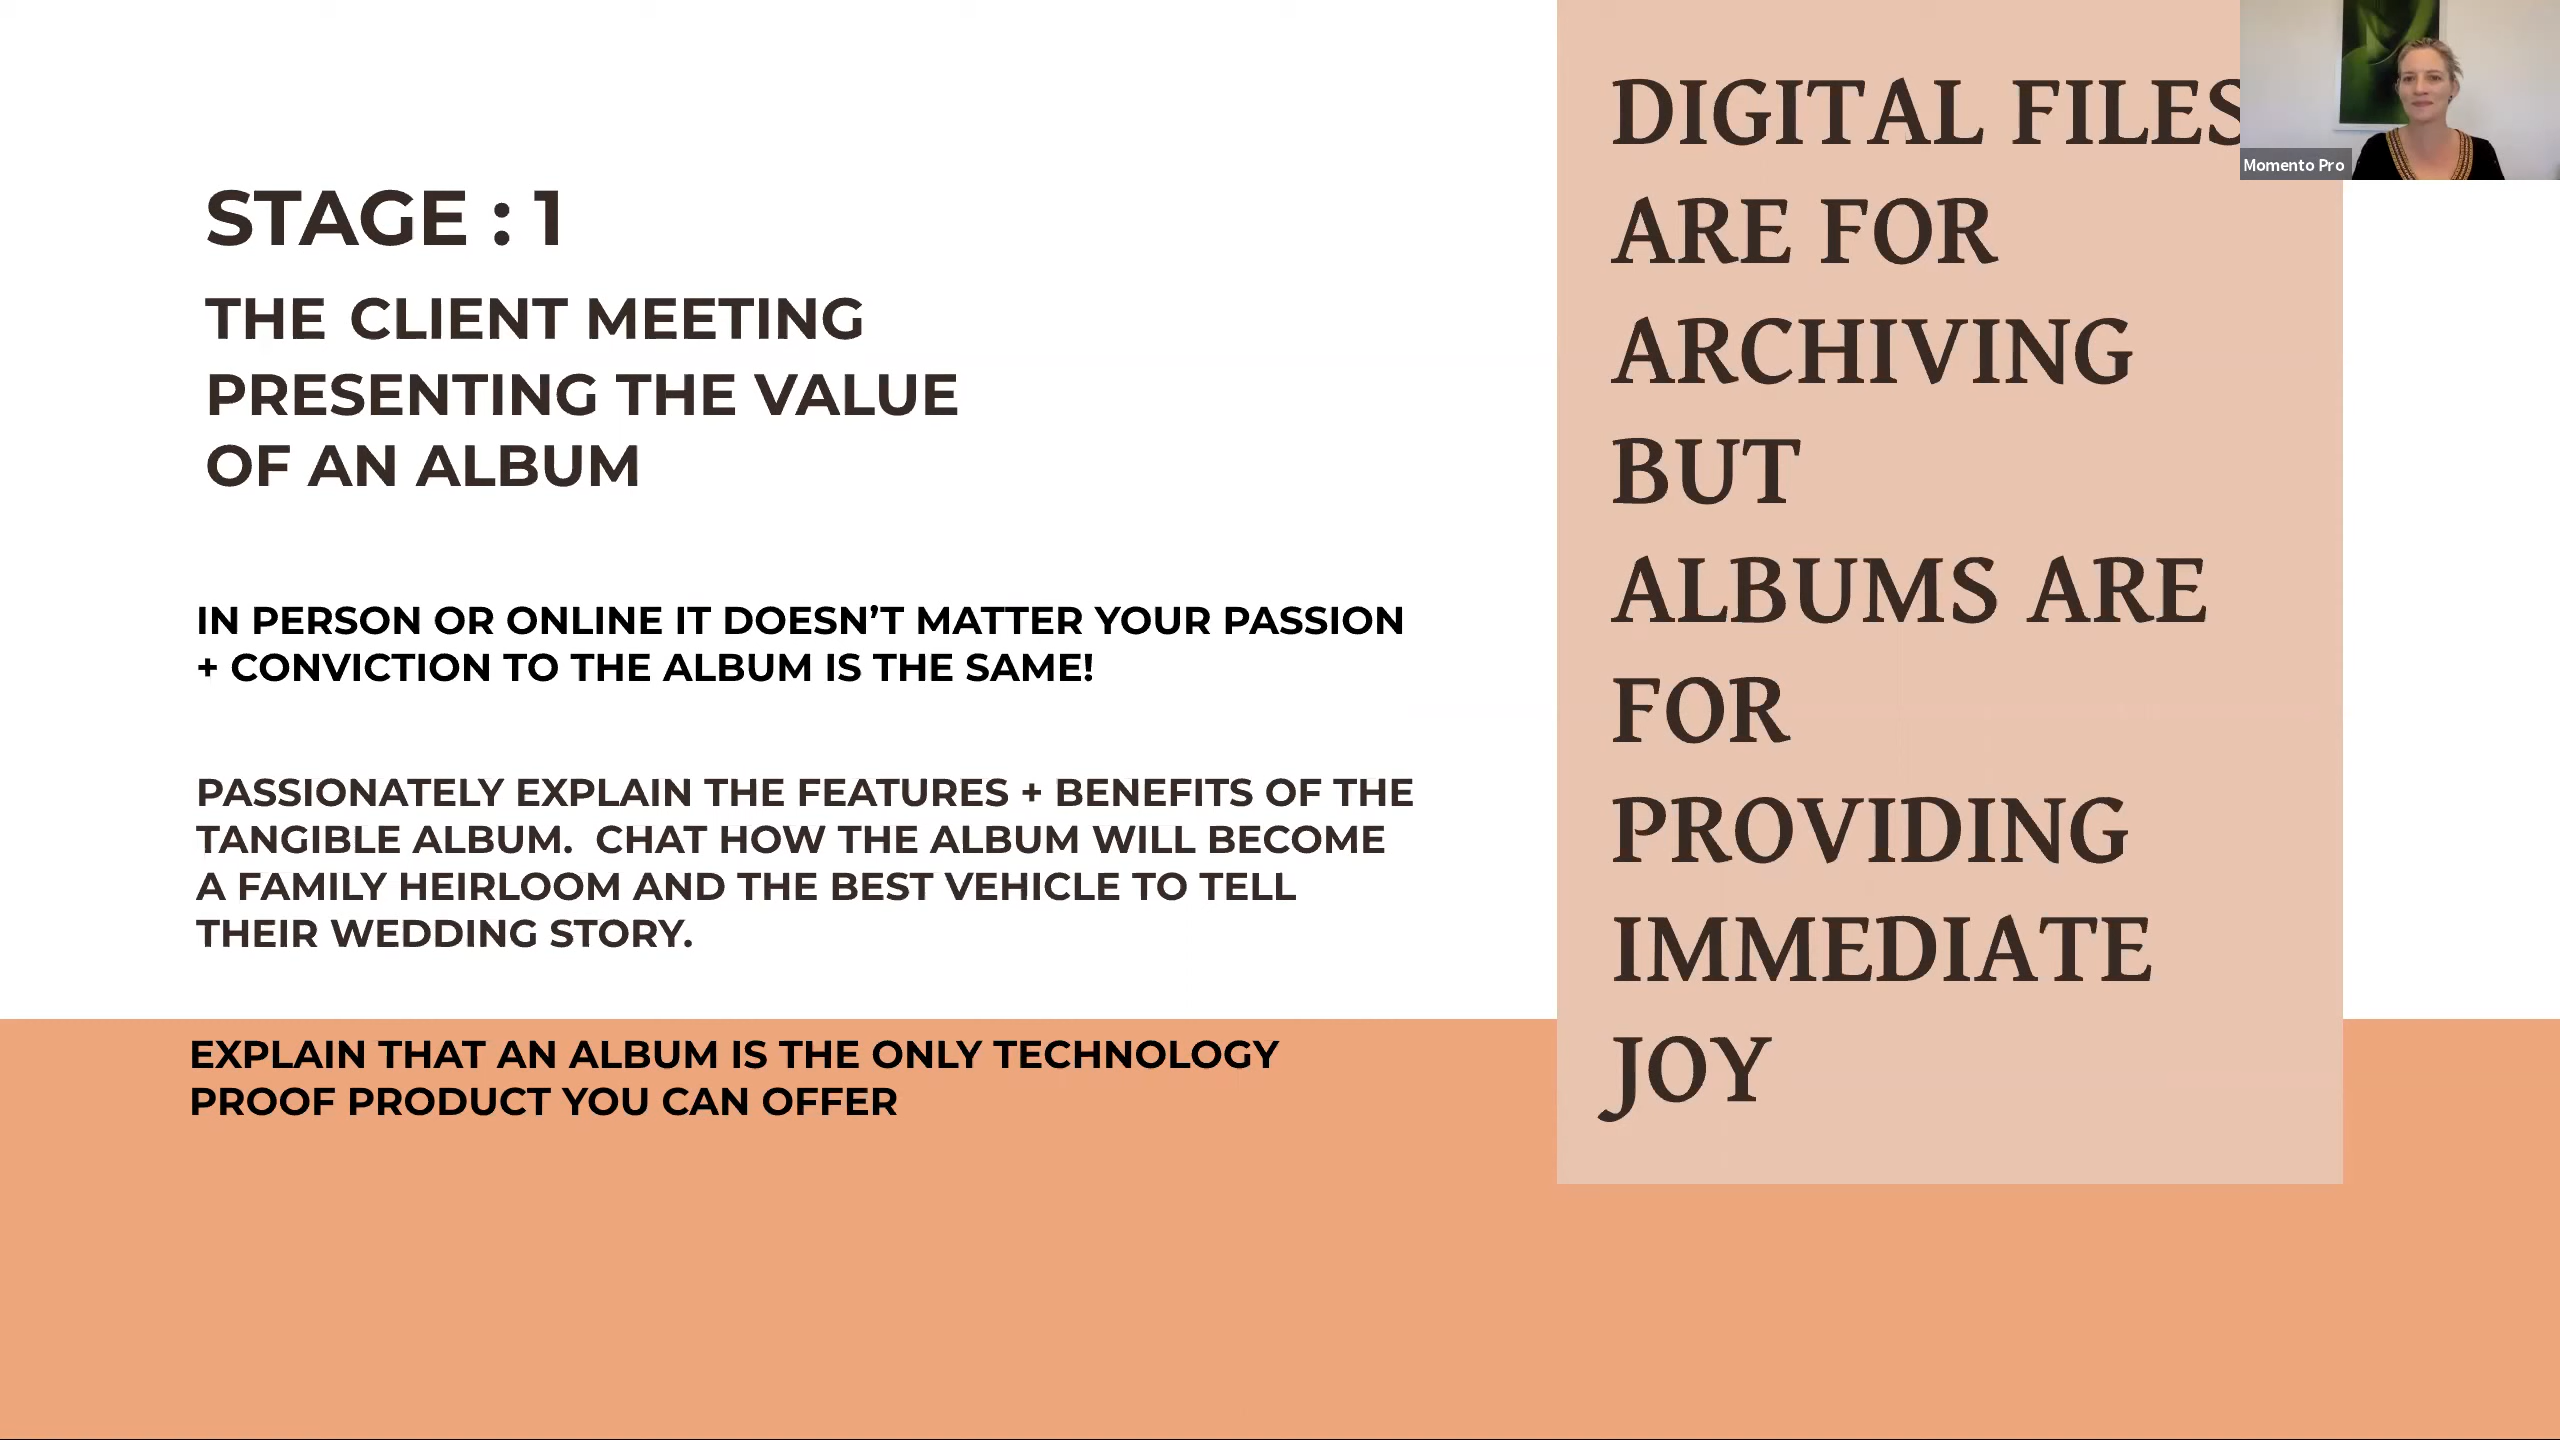 STAGE : 1
THE CLIENT MEETING
PRESENTING THE VALUE
OF AN ALBUM
IN PERSON OR ONLINE IT DOESN’T MATTER YOUR PASSION
+ CONVICTION TO THE ALBUM IS THE SAME!
PASSIONATELY EXPLAIN THE FEATURES + BENEFITS OF THE
TANGIBLE ALBUM.  CHAT HOW THE ALBUM WILL BECOME
A FAMILY HEIRLOOM AND THE BEST VEHICLE TO TELL
THEIR WEDDING STORY.
EXPLAIN THAT AN ALBUM IS THE ONLY TECHNOLOGY
PROOF PRODUCT YOU CAN OFFER
DIGITAL FILES
ARE FOR
ARCHIVING
BUT
ALBUMS ARE
FOR
PROVIDING
IMMEDIATE
JOY
Momento Pro